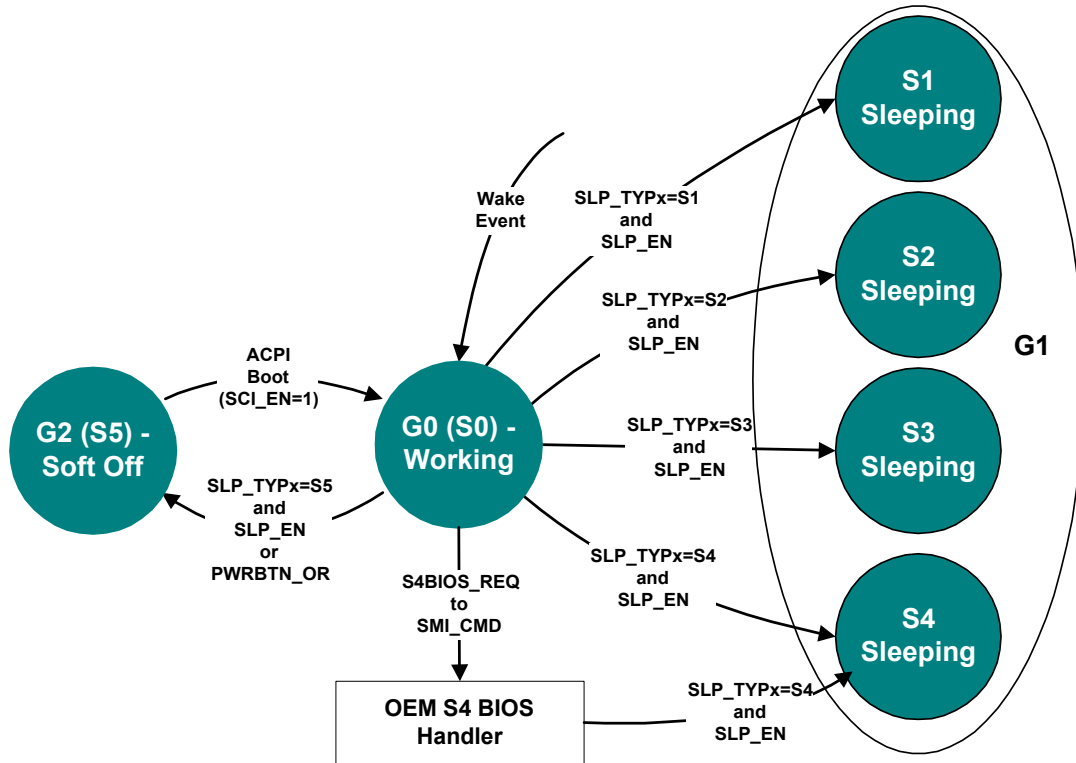 S1
Sleeping
Wake
Event
SLP_TYPx=S1
and
SLP_EN
S2
Sleeping
SLP_TYPx=S2
and
SLP_EN
G1
ACPI
Boot
(SCI_EN=1)
G2 (S5) -
Soft Off
G0 (S0) -
Working
SLP_TYPx=S3
and
SLP_EN
S3
Sleeping
SLP_TYPx=S5
and
SLP_EN
or
PWRBTN_OR
S4BIOS_REQ
to
SMI_CMD
SLP_TYPx=S4
and
SLP_EN
S4
Sleeping
OEM S4 BIOS
Handler
SLP_TYPx=S4
and
SLP_EN